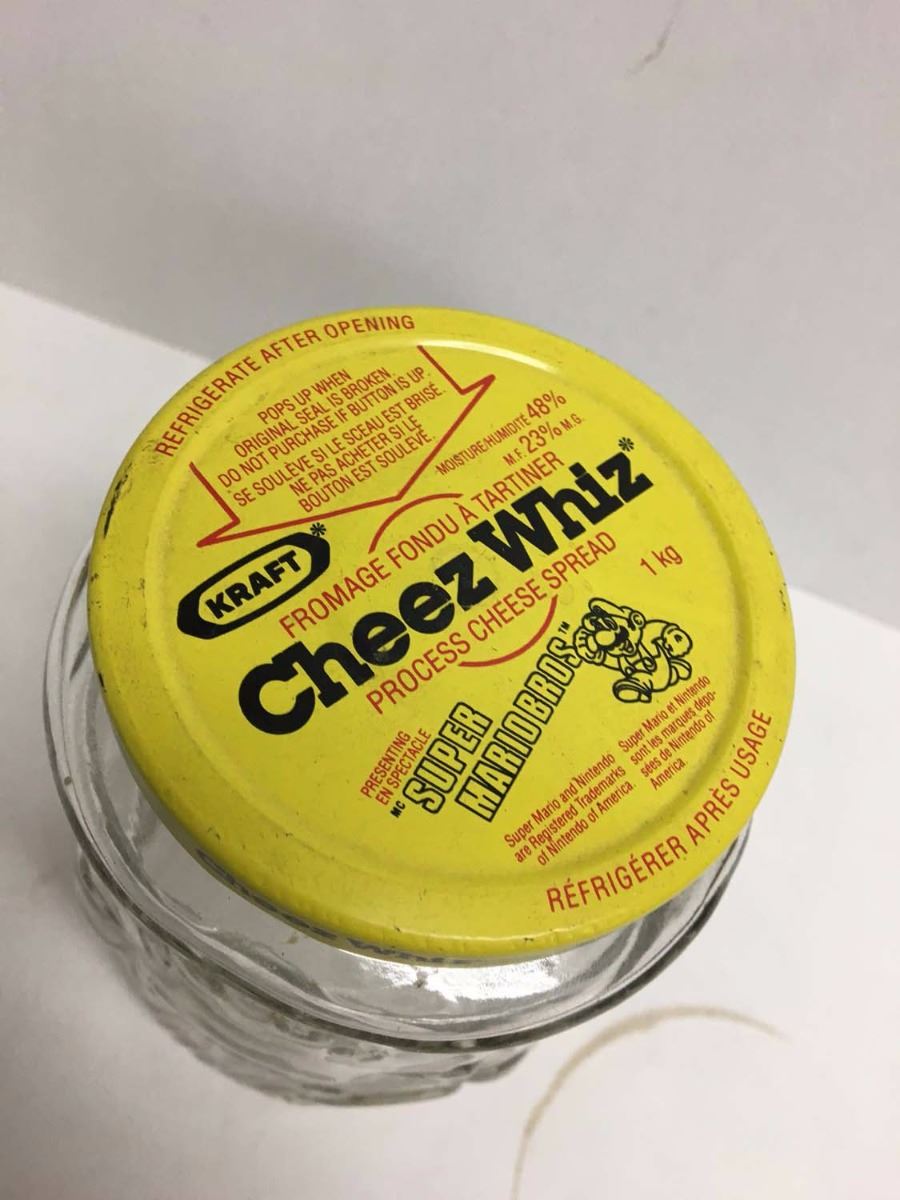 REFRIGERATE AFTER OPENING
POPS UP WHEN
ORIGINAL SEAL IS BROKEN.
DO NOT PURCHASE IF BUTTON IS UP.
SE SOULÈVE SI LE SCEAU EST BRISÉ.
NE PAS ACHETER SI LE
BOUTON EST SOULEVÉ.
MOISTURE/HUMIDITÉ 48%
M.F. 23% M.G.
KRAFT*
FROMAGE FONDU À TARTINER
Cheez Whiz*
PROCESS CHEESE SPREAD
1 kg
PRESENTING
EN SPECTACLE
MC SUPER
MARIO BROS.™
Super Mario and Nintendo
are Registered Trademarks
of Nintendo of America.
Super Mario et Nintendo
sont les marques dépo-
sées de Nintendo of
America.
RÉFRIGÉRER APRÈS USAGE
Cheez Whiz